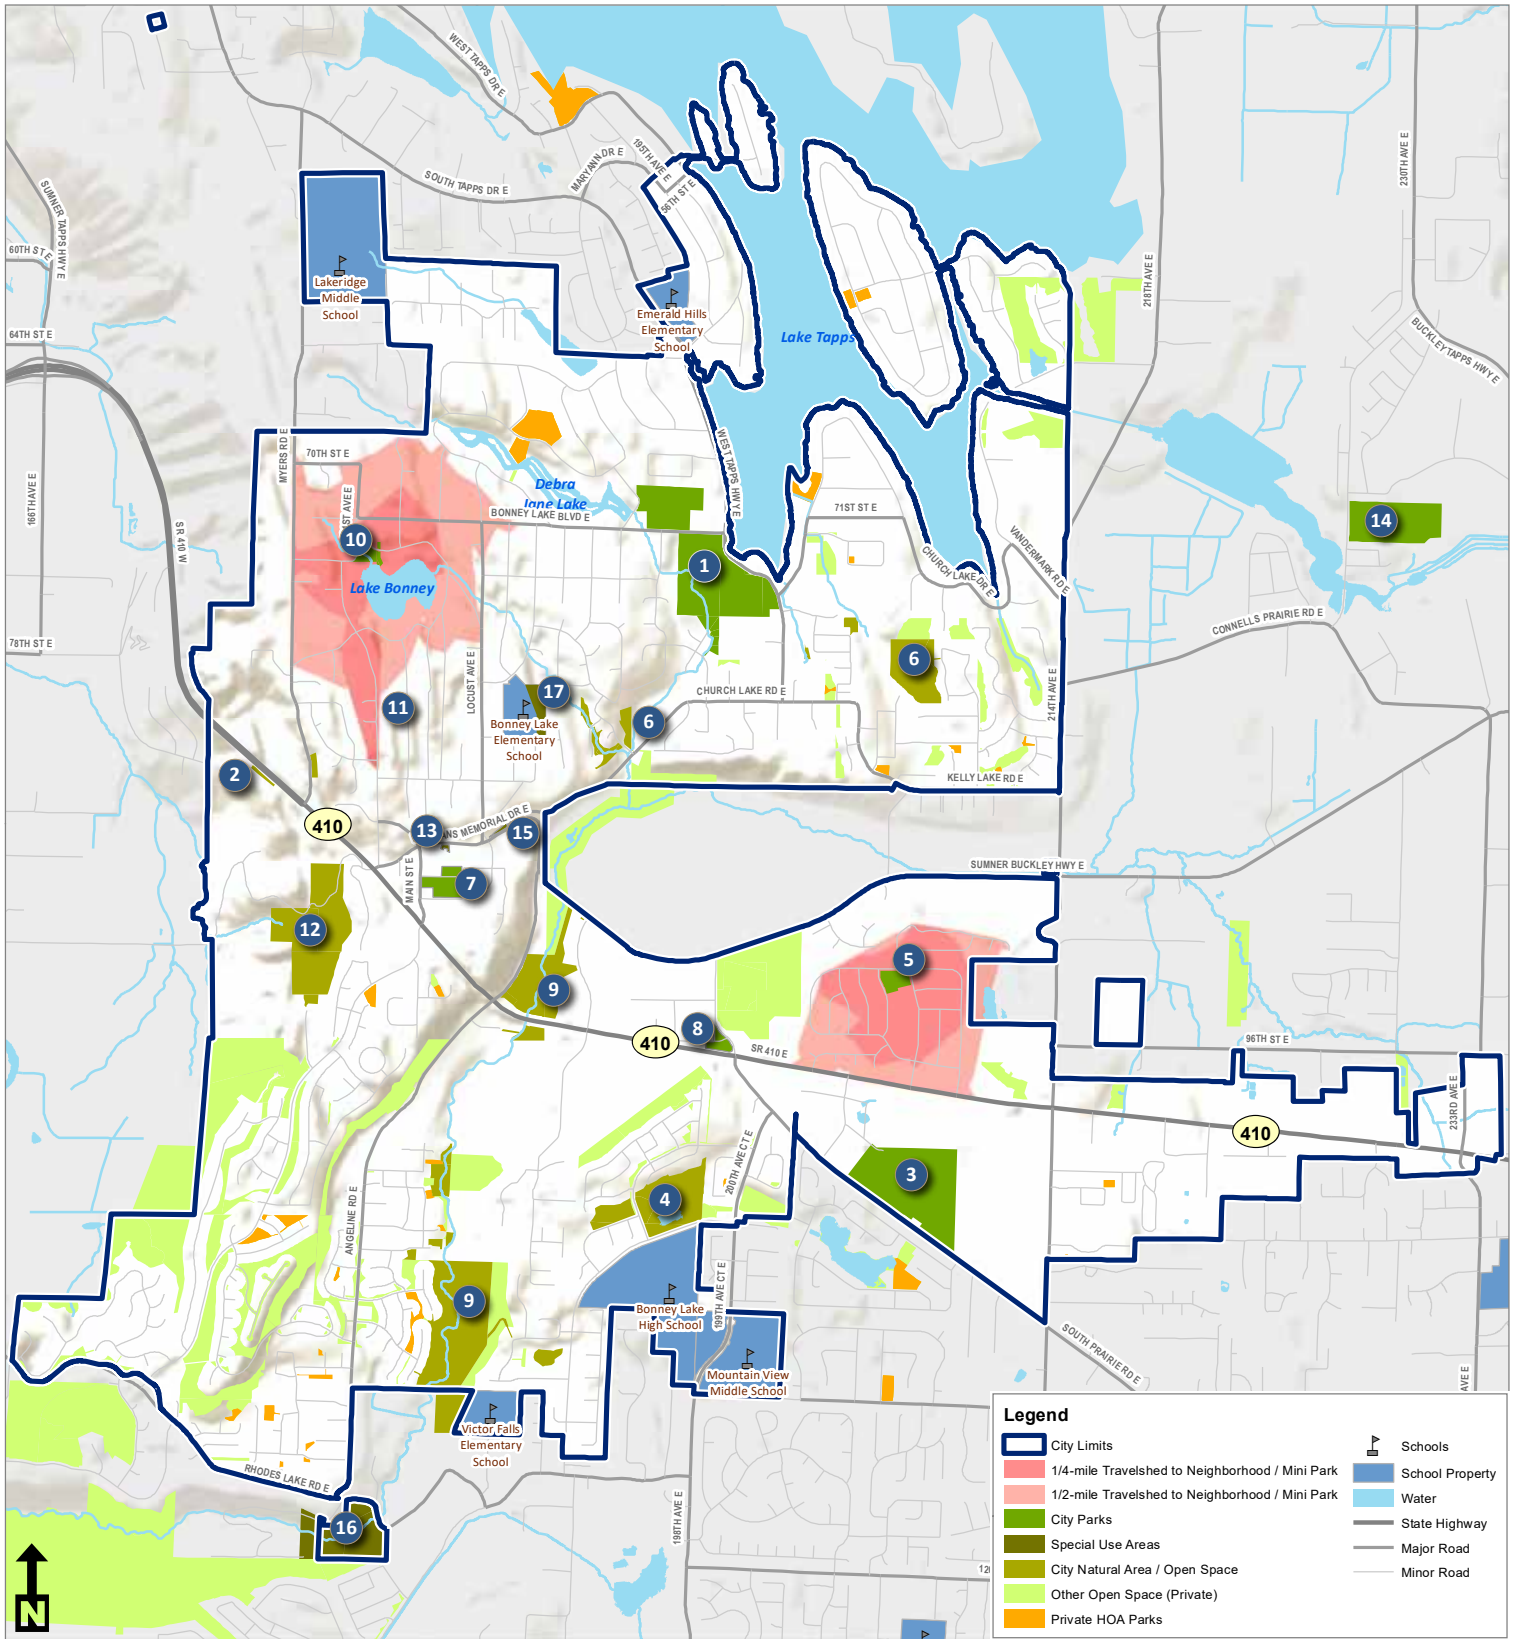 WEST TAPPS DR E
195TH AVE E
MARYANN DR E
SOUTH TAPPS DR E
56TH ST E
230TH AVE E
SUMNER TAPPS HWY E
60TH ST E
218TH AVE E
Lakeridge
Middle
School
Emerald Hills
Elementary
School
Lake Tapps
64TH ST E
BUCKLEY TAPPS HWY E
MYERS RD E
70TH ST E
WEST TAPPS HWY E
166TH AVE E
SR 410 W
Debra
Jane Lake
BONNEY LAKE BLVD E
71ST ST E
14
10
1
VANDERMARK RD E
CHURCH LAKE DR E
Lake Bonney
CONNELLS PRAIRIE RD E
78TH ST E
LOCUST AVE E
6
214TH AVE E
17
CHURCH LAKE RD E
11
6
Bonney Lake
Elementary
School
2
KELLY LAKE RD E
410
13
NS MEMORIAL DR E
15
MAIN ST E
7
SUMNER BUCKLEY HWY E
12
5
9
8
410
SR 410 E
96TH ST E
233RD AVE E
410
200TH AVE CT E
3
4
ANGELINE RD E
9
199TH AVE CT E
Bonney Lake
High School
SOUTH PRAIRIE RD E
Mountain View
Middle School
AVE E
Victor Falls
Elementary
School
RHODES LAKE RD E
16
198TH AVE E
12
N
Legend
City Limits
1/4-mile Travelshed to Neighborhood / Mini Park
1/2-mile Travelshed to Neighborhood / Mini Park
City Parks
Special Use Areas
City Natural Area / Open Space
Other Open Space (Private)
Private HOA Parks
Schools
School Property
Water
State Highway
Major Road
Minor Road